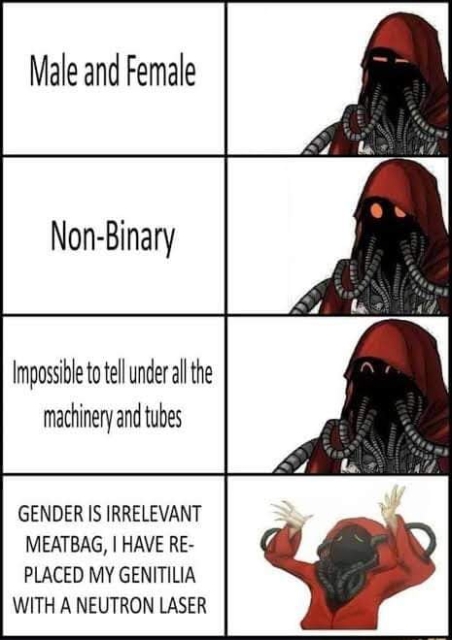 Male and Female
Non-Binary
Impossible to tell under all the
machinery and tubes
GENDER IS IRRELEVANT
MEATBAG, I HAVE RE-
PLACED MY GENITILIA
WITH A NEUTRON LASER